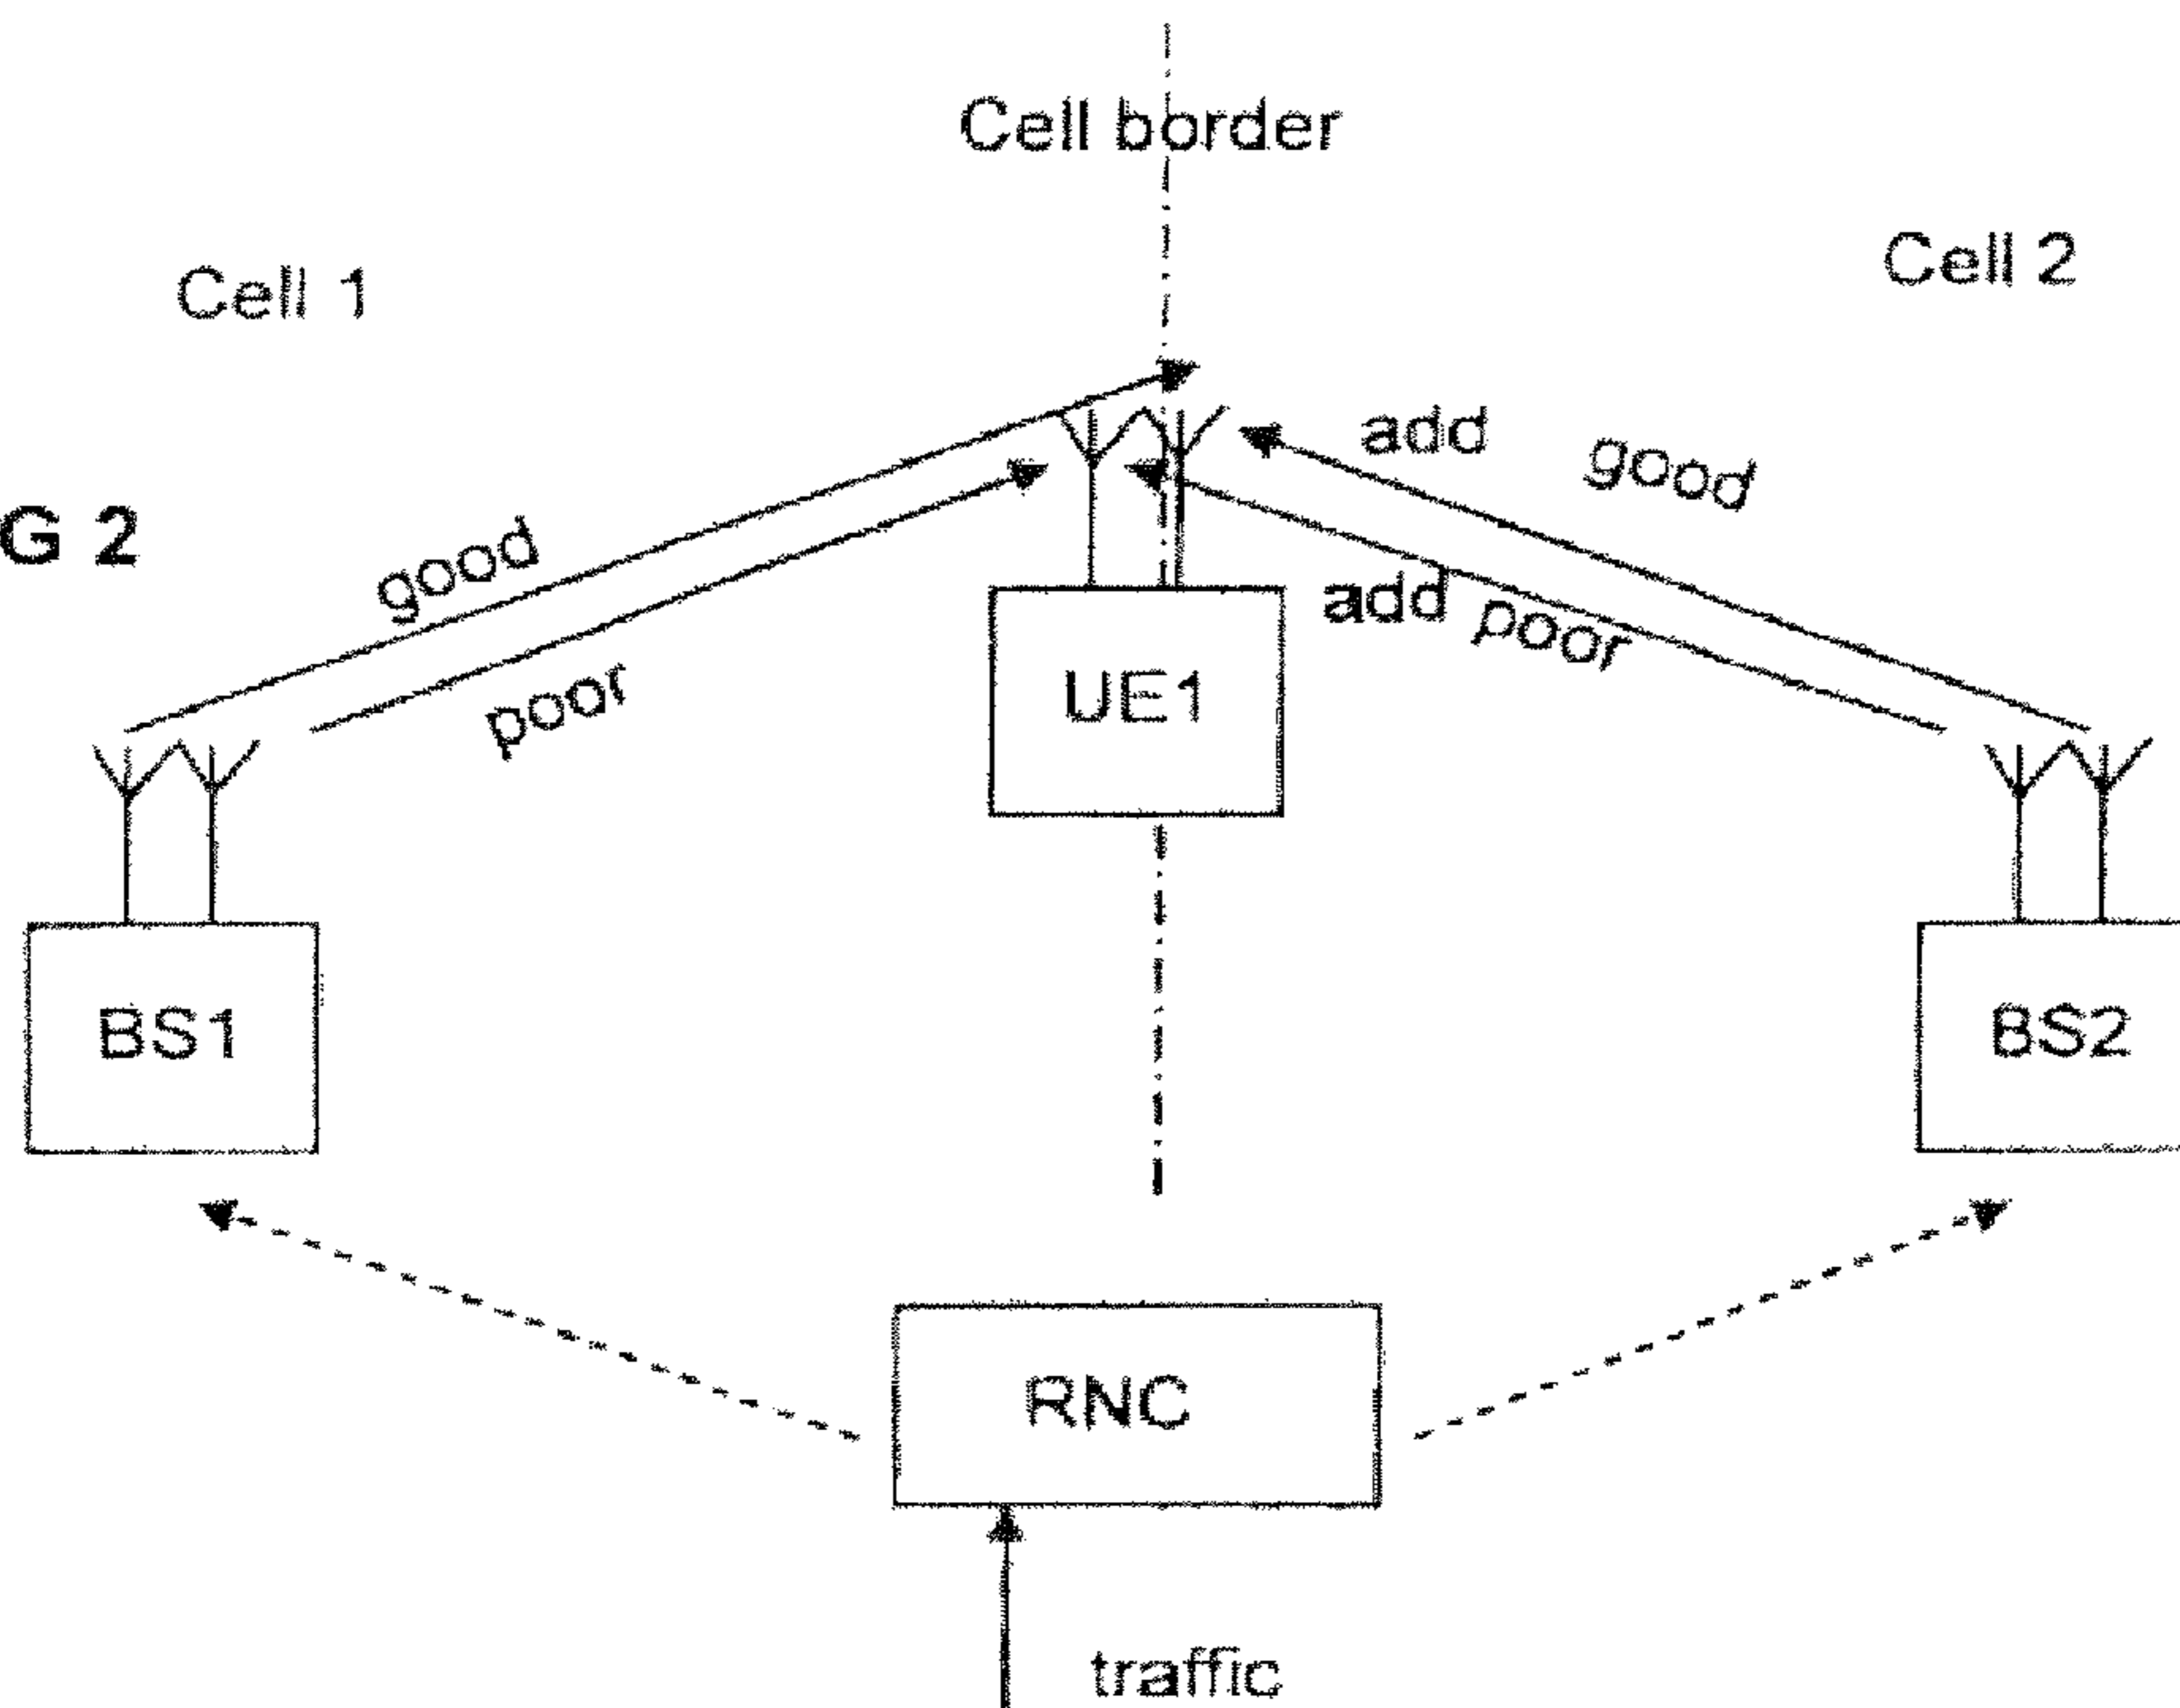 Cell border
Cell 1
Cell 2
G 2
good
poor
add good
add poor
UE1
BS1
BS2
RNC
traffic